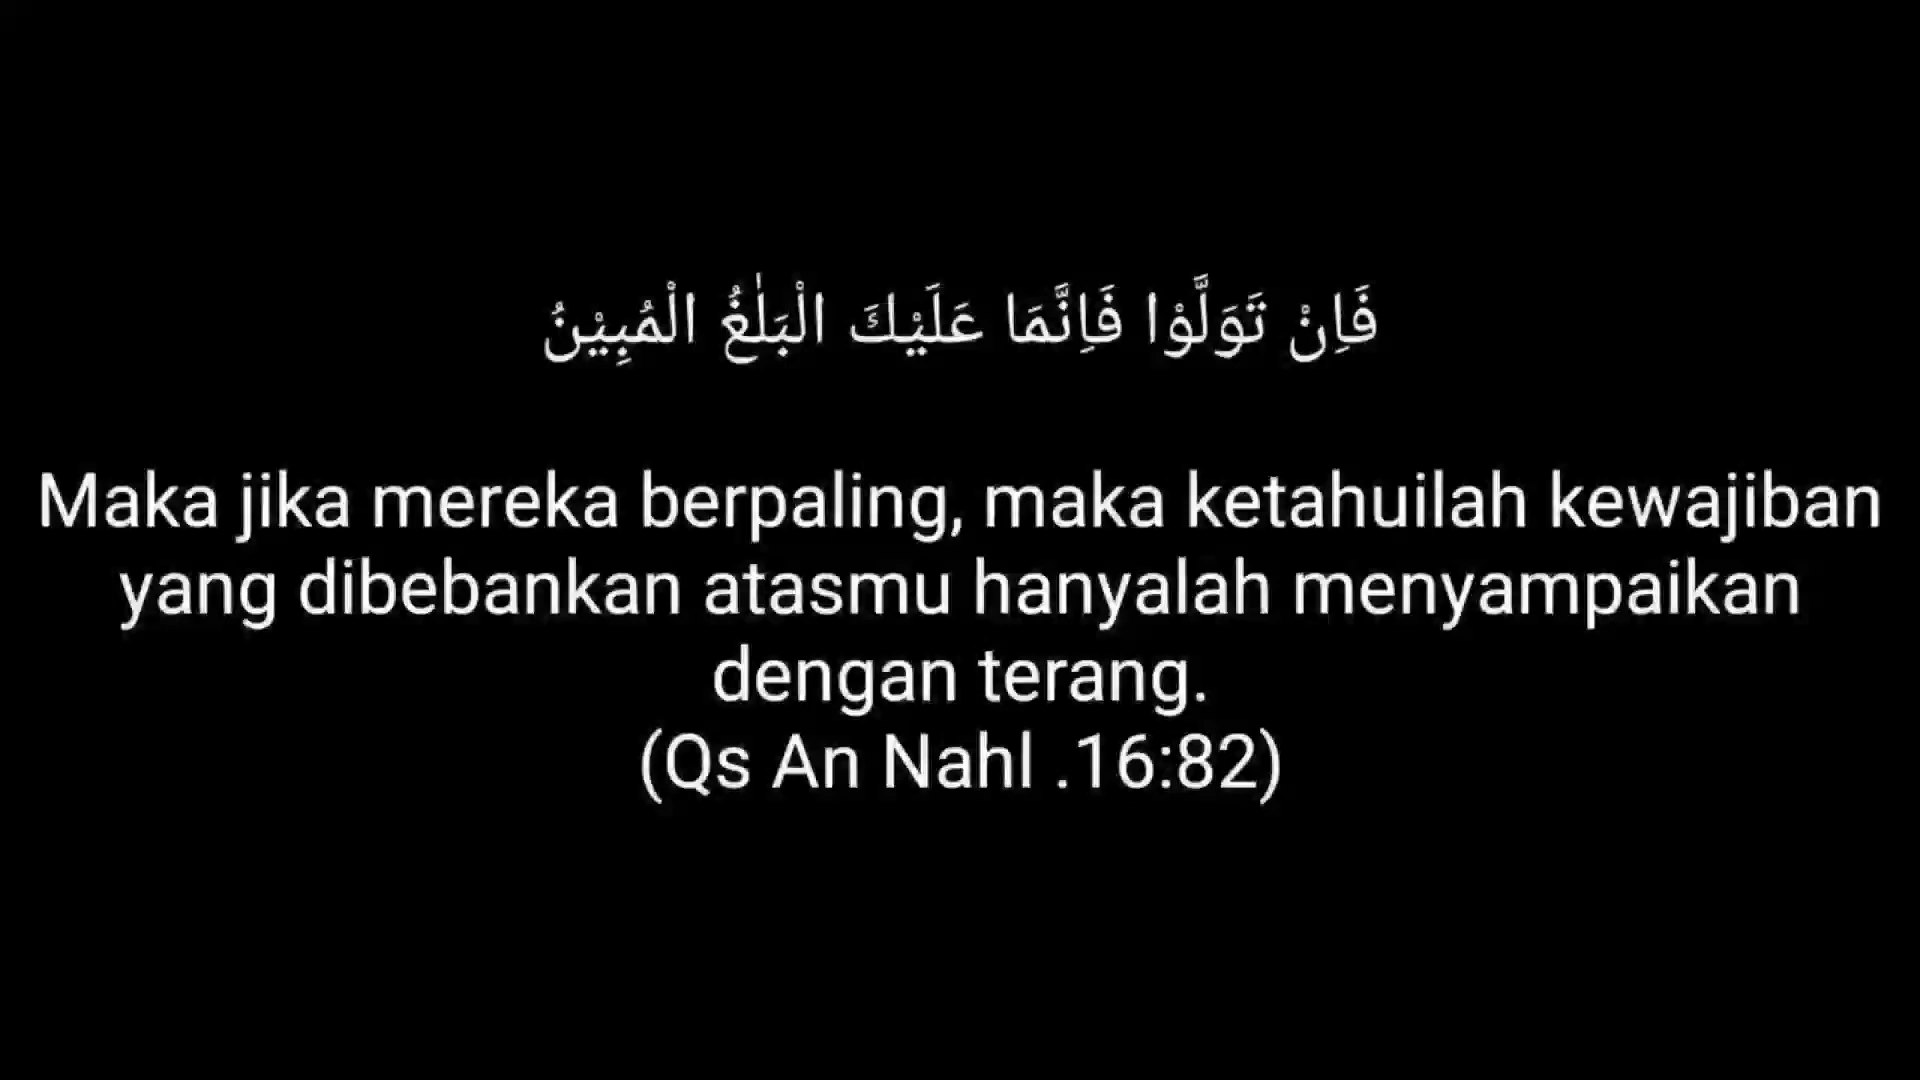 فَاِنْ تَوَلَّوْا فَاِنَّمَا عَلَيْكَ الْبَلٰغُ الْمُبِيْنُ
Maka jika mereka berpaling, maka ketahuilah kewajiban
yang dibebankan atasmu hanyalah menyampaikan
dengan terang.
(Qs An Nahl .16:82)